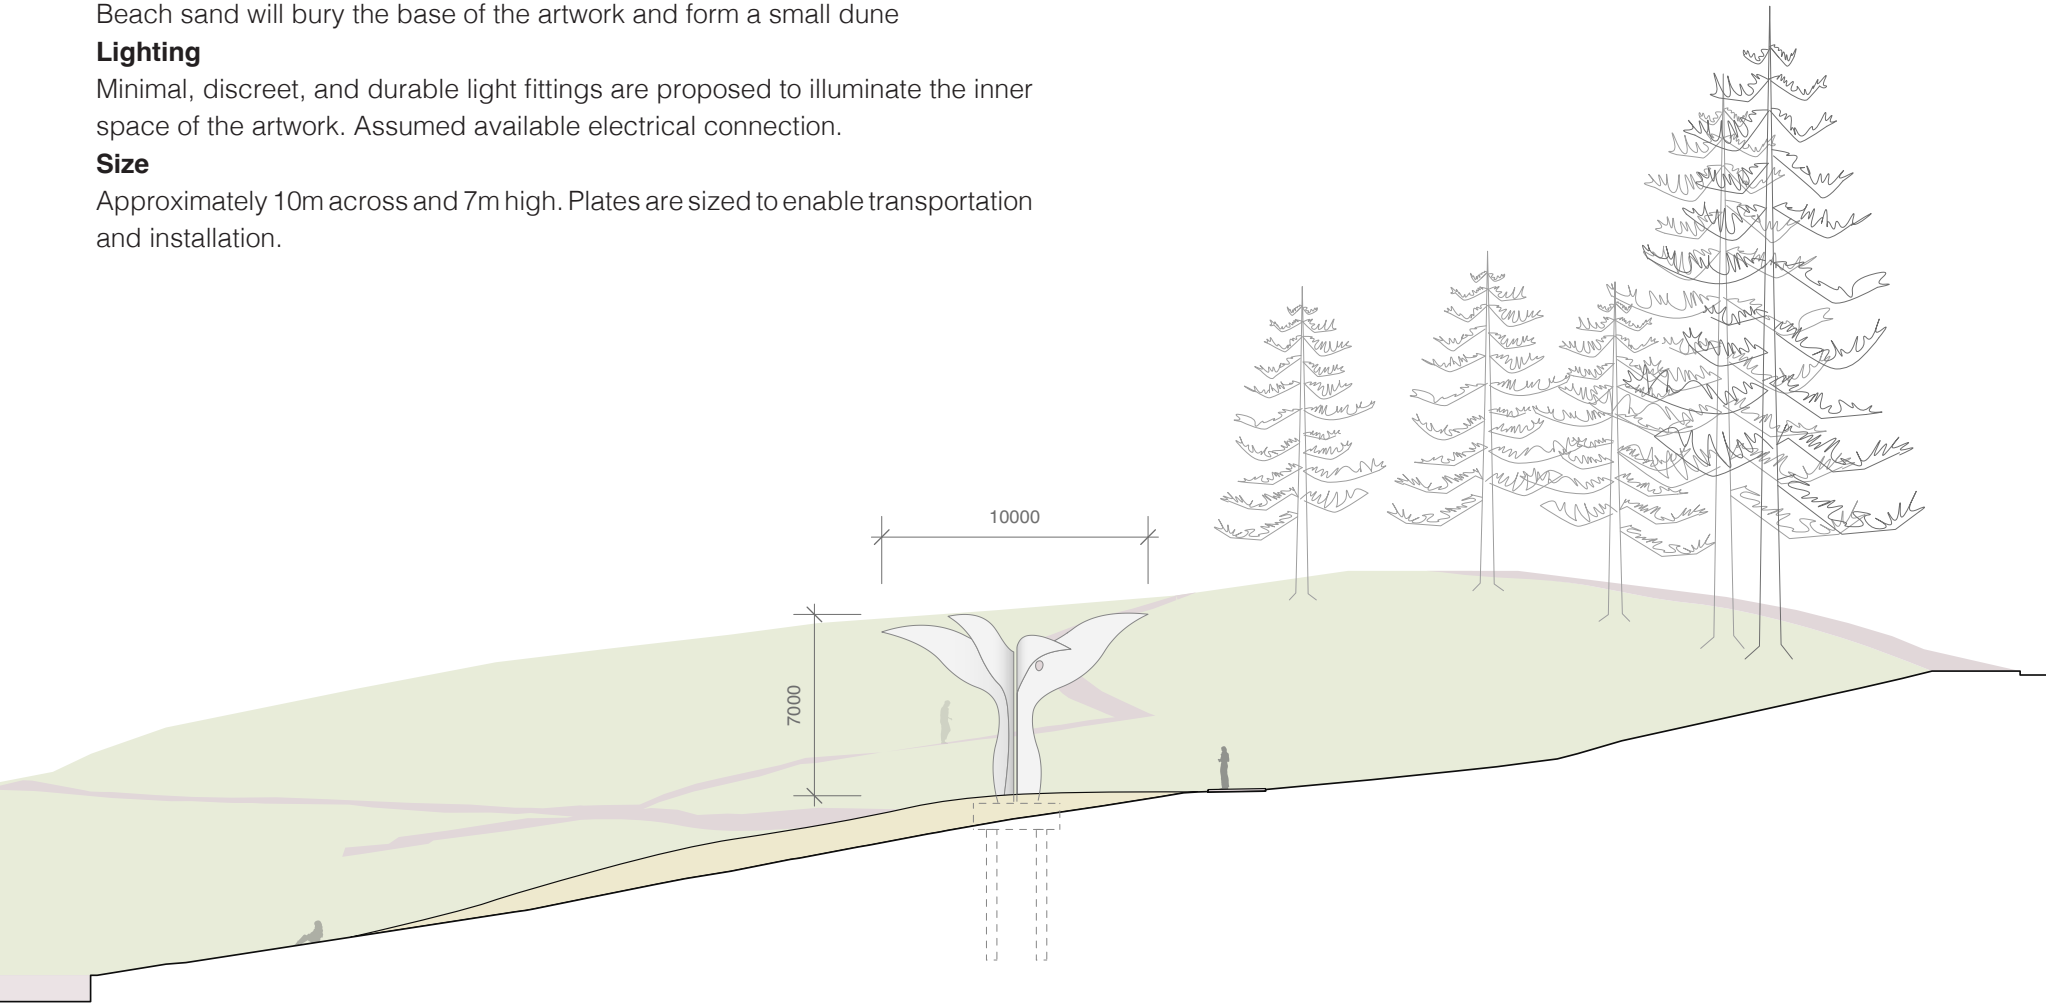 Beach sand will bury the base of the artwork and form a small dune
Lighting
Minimal, discreet, and durable light fittings are proposed to illuminate the inner
space of the artwork. Assumed available electrical connection.
Size
Approximately 10m across and 7m high. Plates are sized to enable transportation
and installation.
10000
7000